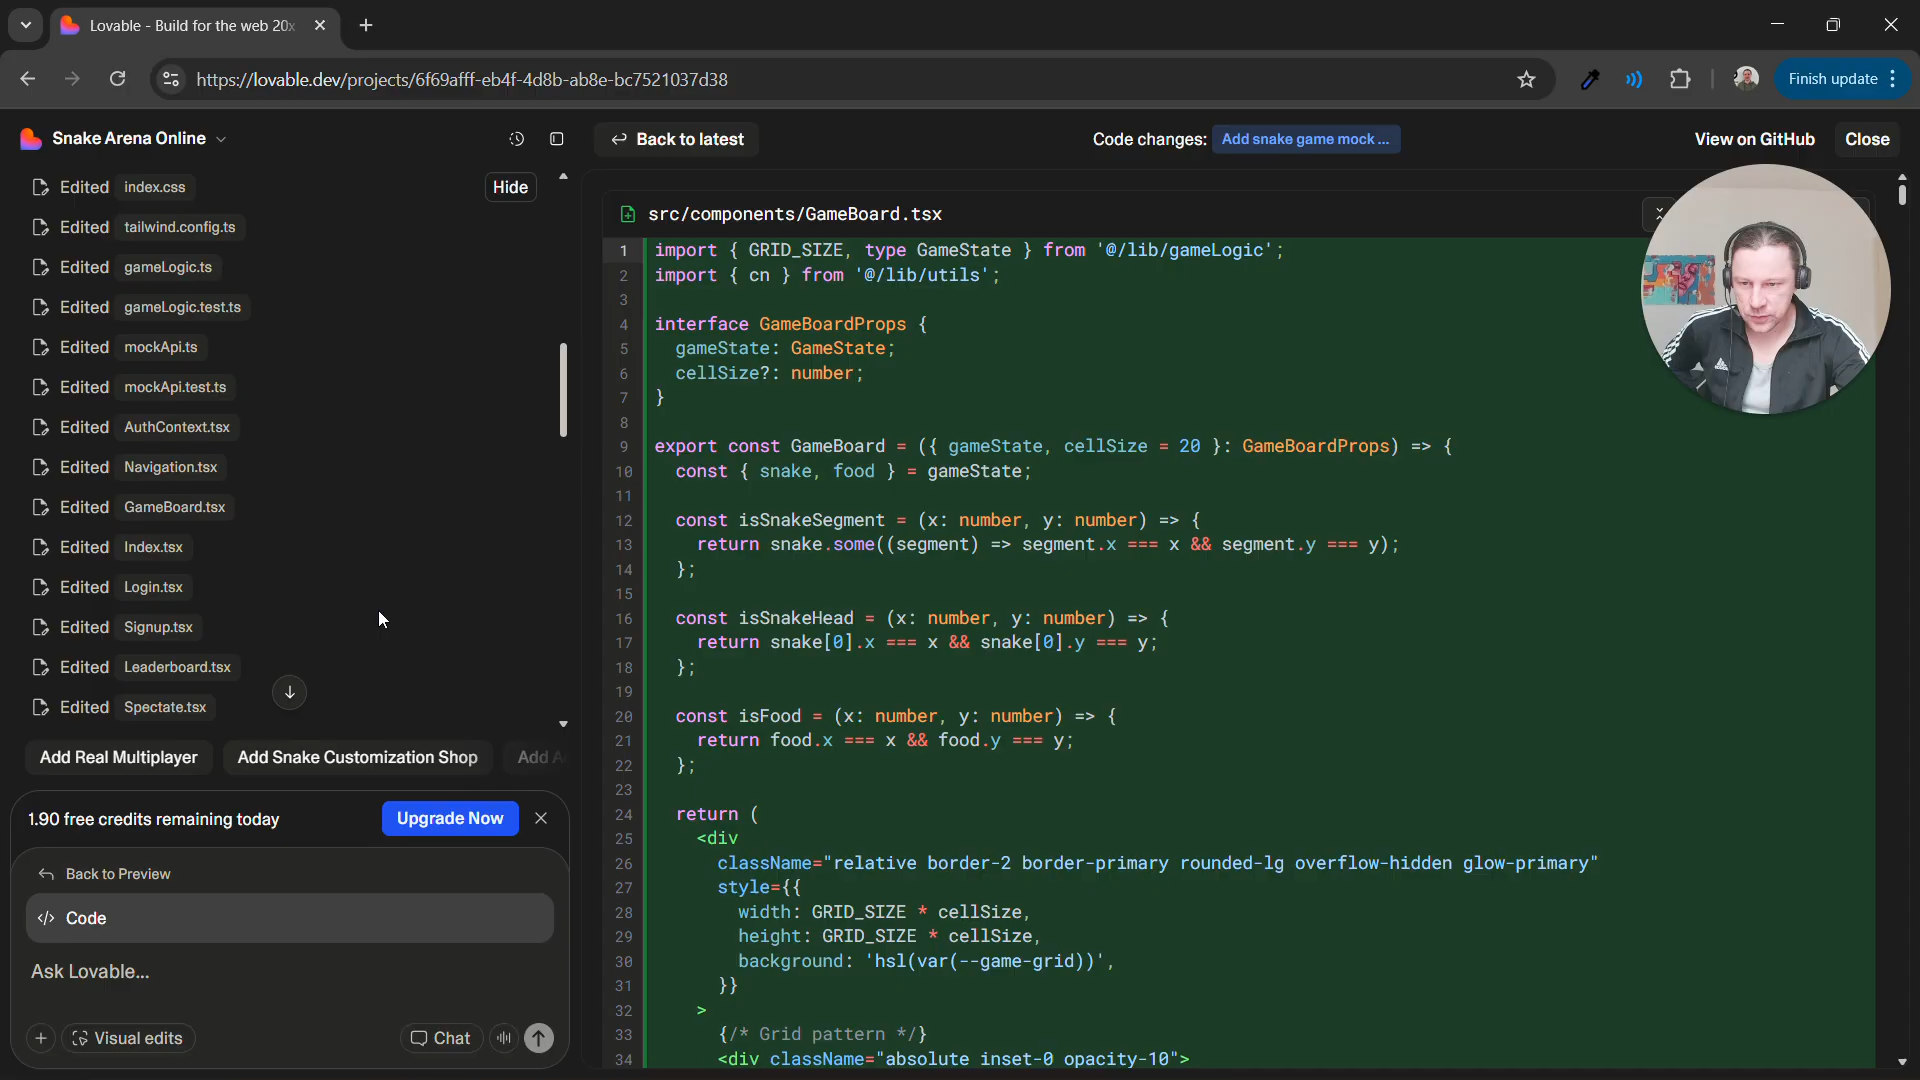 Lovable - Build for the web 20x
https://lovable.dev/projects/6f69afff-eb4f-4d8b-ab8e-bc7521037d38
Finish update
Snake Arena Online
Back to latest
Code changes: Add snake game mock ...
View on GitHub
Close
Edited index.css
Hide
Edited tailwind.config.ts
Edited gameLogic.ts
Edited gameLogic.test.ts
Edited mockApi.ts
Edited mockApi.test.ts
Edited AuthContext.tsx
Edited Navigation.tsx
Edited GameBoard.tsx
Edited Index.tsx
Edited Login.tsx
Edited Signup.tsx
Edited Leaderboard.tsx
Edited Spectate.tsx
Add Real Multiplayer
Add Snake Customization Shop
Add
1.90 free credits remaining today
Upgrade Now
Back to Preview
</> Code
Ask Lovable...
Visual edits
Chat
src/components/GameBoard.tsx
1 import { GRID_SIZE, type GameState } from '@/lib/gameLogic';
2 import { cn } from '@/lib/utils';
3
4 interface GameBoardProps {
5 gameState: GameState;
6 cellSize?: number;
7 }
8
9 export const GameBoard = ({ gameState, cellSize = 20 }: GameBoardProps) => {
10 const { snake, food } = gameState;
11
12 const isSnakeSegment = (x: number, y: number) => {
13 return snake.some((segment) => segment.x === x && segment.y === y);
14 };
15
16 const isSnakeHead = (x: number, y: number) => {
17 return snake[0].x === x && snake[0].y === y;
18 };
19
20 const isFood = (x: number, y: number) => {
21 return food.x === x && food.y === y;
22 };
23
24 return (
25 <div
26 className="relative border-2 border-primary rounded-lg overflow-hidden glow-primary"
27 style={{
28 width: GRID_SIZE * cellSize,
29 height: GRID_SIZE * cellSize,
30 background: 'hsl(var(--game-grid))',
31 }}
32 >
33 {/* Grid pattern */}
34 <div className="absolute inset-0 opacity-10">